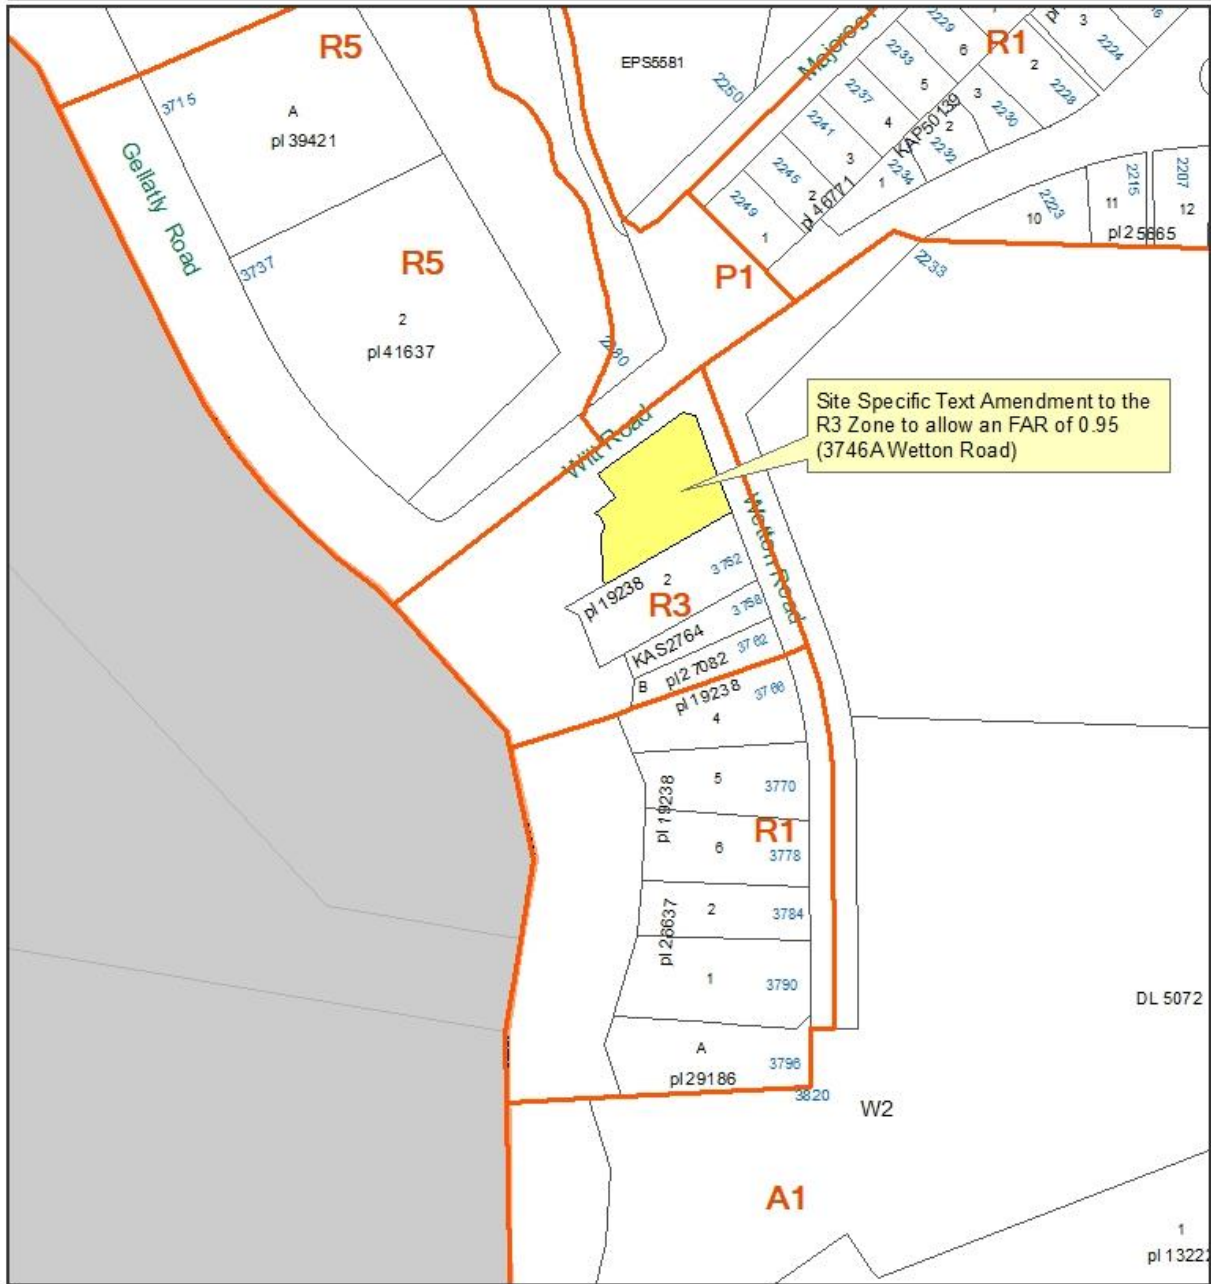 R5
3715
A
pl 39421
Gellatly Road
3737
R5
2
pl 41637
EPS5581
2250
2229
6
R1
3
2224
2
2228
2233
5
3
2230
2237
4
KAP50139
2
2232
2241
3
2234
1
2245
2
pl 46771
2249
1
P1
2223
10
2215
11
2207
12
pl 25665
2233
Witt Road
Site Specific Text Amendment to the
R3 Zone to allow an FAR of 0.95
(3746A Wetton Road)
Wetton Road
3752
2
pl 19238
R3
3758
KAS2764
3762
B
pl 27082
pl 19238
3766
4
5
3770
pl 19238
R1
6
3778
2
3784
pl 26637
1
3790
DL 5072
A
3796
pl 29186
3820
W2
A1
1